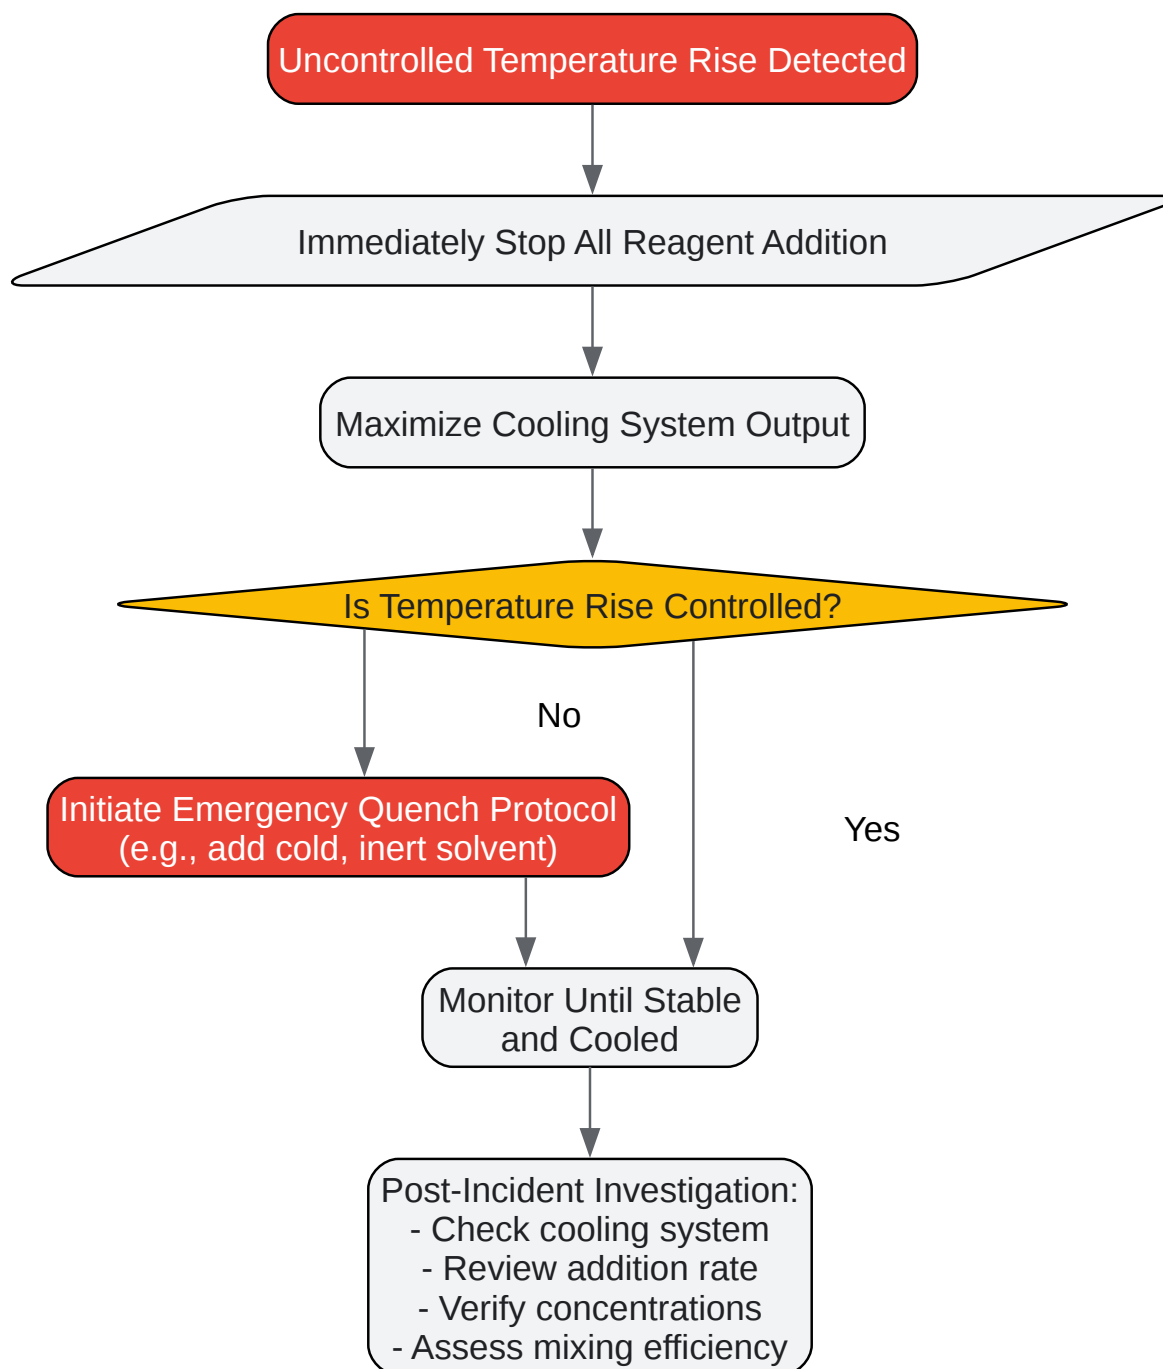 Uncontrolled Temperature Rise Detected
Immediately Stop All Reagent Addition
Maximize Cooling System Output
Is Temperature Rise Controlled?
No
Initiate Emergency Quench Protocol
(e.g., add cold, inert solvent)
Yes
Monitor Until Stable
and Cooled
Post-Incident Investigation:
- Check cooling system
- Review addition rate
- Verify concentrations
- Assess mixing efficiency